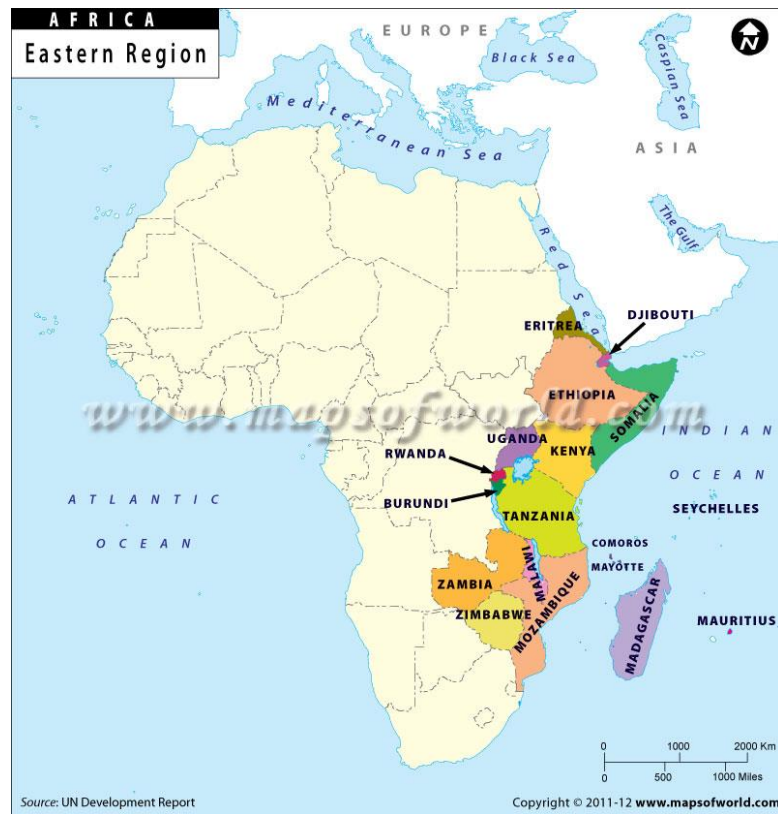 AFRICA
Eastern Region
EUROPE
Black Sea
Caspian Sea
Mediterranean Sea
ASIA
The Gulf
Red Sea
ERITREA
DJIBOUTI
ETHIOPIA
SOMALIA
www.mapsofworld.com
UGANDA
KENYA
INDIAN
OCEAN
RWANDA
BURUNDI
TANZANIA
SEYCHELLES
ATLANTIC
OCEAN
COMOROS
MAYOTTE
MALAWI
ZAMBIA
ZIMBABWE
MOZAMBIQUE
MADAGASCAR
MAURITIUS
0 1000 2000 Km
0 500 1000 Miles
Source: UN Development Report
Copyright © 2011-12 www.mapsofworld.com
N